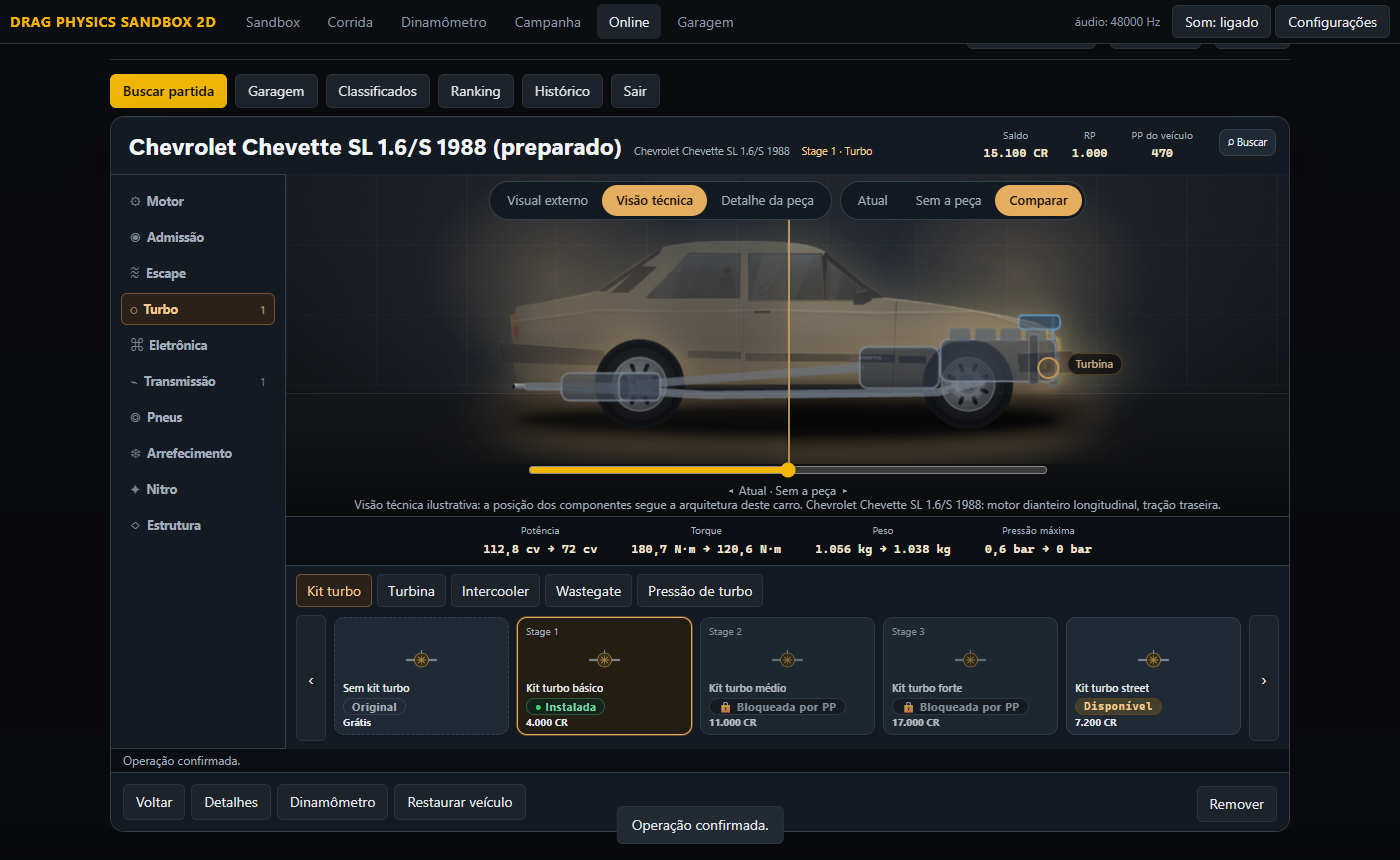 DRAG PHYSICS SANDBOX 2D Sandbox Corrida Dinamômetro Campanha Online Garagem áudio: 48000 Hz Som: ligado Configurações
Buscar partida Garagem Classificados Ranking Histórico Sair
Chevrolet Chevette SL 1.6/S 1988 (preparado) Chevrolet Chevette SL 1.6/S 1988 Stage 1 · Turbo
Saldo RP PP do veículo
15.100 CR 1.000 470
⌕ Buscar
Motor
Admissão
Escape
Turbo 1
Eletrônica
Transmissão 1
Pneus
Arrefecimento
Nitro
Estrutura
Visual externo Visão técnica Detalhe da peça Atual Sem a peça Comparar
Turbina
◂ Atual · Sem a peça ▸
Visão técnica ilustrativa: a posição dos componentes segue a arquitetura deste carro. Chevrolet Chevette SL 1.6/S 1988: motor dianteiro longitudinal, tração traseira.
Potência Torque Peso Pressão máxima
112,8 cv → 72 cv 180,7 N·m → 120,6 N·m 1.056 kg → 1.038 kg 0,6 bar → 0 bar
Kit turbo Turbina Intercooler Wastegate Pressão de turbo
‹
Sem kit turbo
Original
Grátis
Stage 1
Kit turbo básico
● Instalada
4.000 CR
Stage 2
Kit turbo médio
🔒 Bloqueada por PP
11.000 CR
Stage 3
Kit turbo forte
🔒 Bloqueada por PP
17.000 CR
Kit turbo street
Disponível
7.200 CR
›
Operação confirmada.
Voltar Detalhes Dinamômetro Restaurar veículo Remover
Operação confirmada.